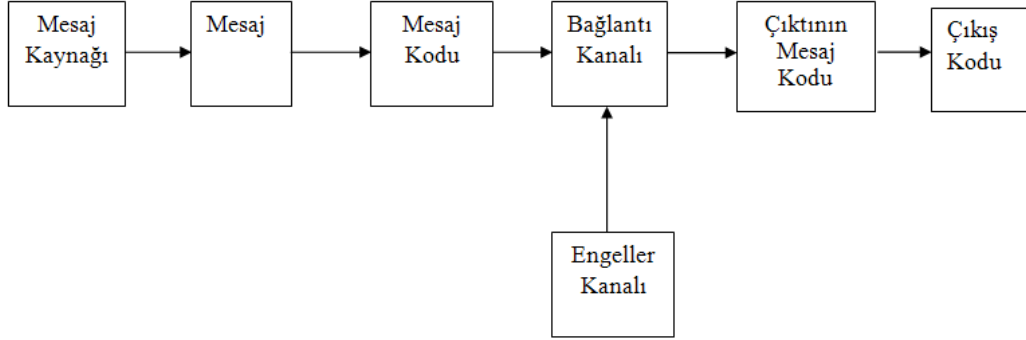 Mesaj
Kaynağı
Mesaj
Mesaj
Kodu
Bağlantı
Kanalı
Çıktının
Mesaj
Kodu
Çıkış
Kodu
Engeller
Kanalı